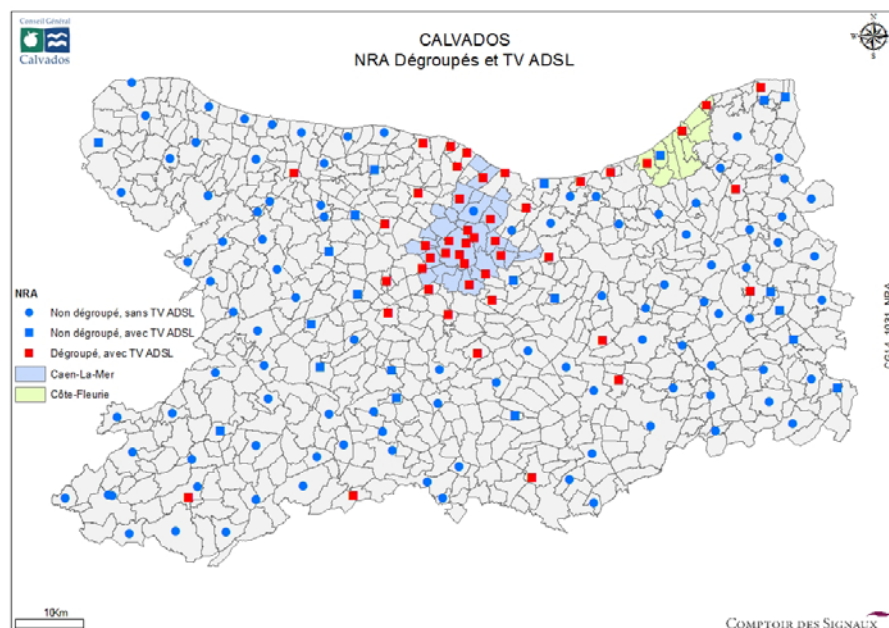 Conseil Général
Calvados
CALVADOS
NRA Dégroupés et TV ADSL
N
W
NRA
Non dégroupé, sans TV ADSL
Non dégroupé, avec TV ADSL
Dégroupé, avec TV ADSL
Caen-La-Mer
Côte-Fleurie
10Km
COMPTOIR DES SIGNAUX